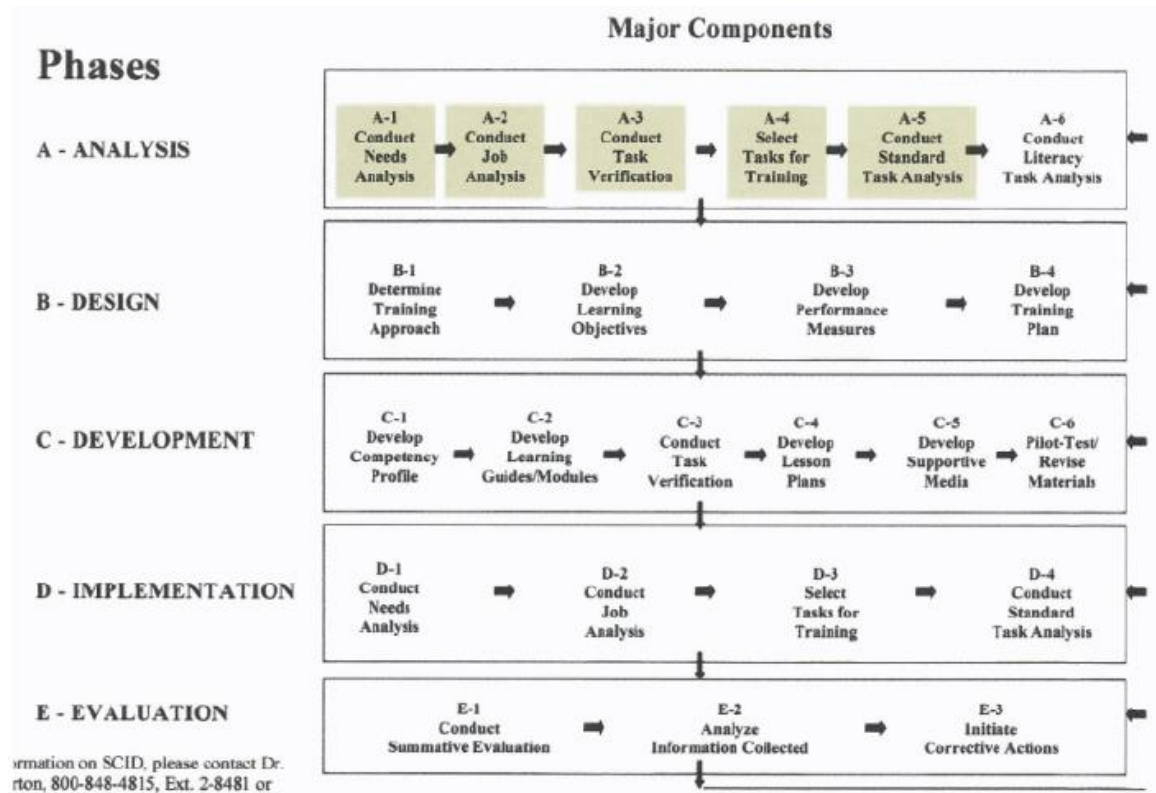 Major Components
Phases
A - ANALYSIS
A-1
Conduct
Needs
Analysis
A-2
Conduct
Job
Analysis
A-3
Conduct
Task
Verification
A-4
Select
Tasks for
Training
A-5
Conduct
Standard
Task Analysis
A-6
Conduct
Literacy
Task Analysis
B - DESIGN
B-1
Determine
Training
Approach
B-2
Develop
Learning
Objectives
B-3
Develop
Performance
Measures
B-4
Develop
Training
Plan
C - DEVELOPMENT
C-1
Develop
Competency
Profile
C-2
Develop
Learning
Guides/Modules
C-3
Conduct
Task
Verification
C-4
Develop
Lesson
Plans
C-5
Develop
Supportive
Media
C-6
Pilot-Test/
Revise
Materials
D - IMPLEMENTATION
D-1
Conduct
Needs
Analysis
D-2
Conduct
Job
Analysis
D-3
Select
Tasks for
Training
D-4
Conduct
Standard
Task Analysis
E - EVALUATION
E-1
Conduct
Summative Evaluation
E-2
Analyze
Information Collected
E-3
Initiate
Corrective Actions
ormation on SCID, please contact Dr.
rton, 800-848-4815, Ext. 2-8481 or